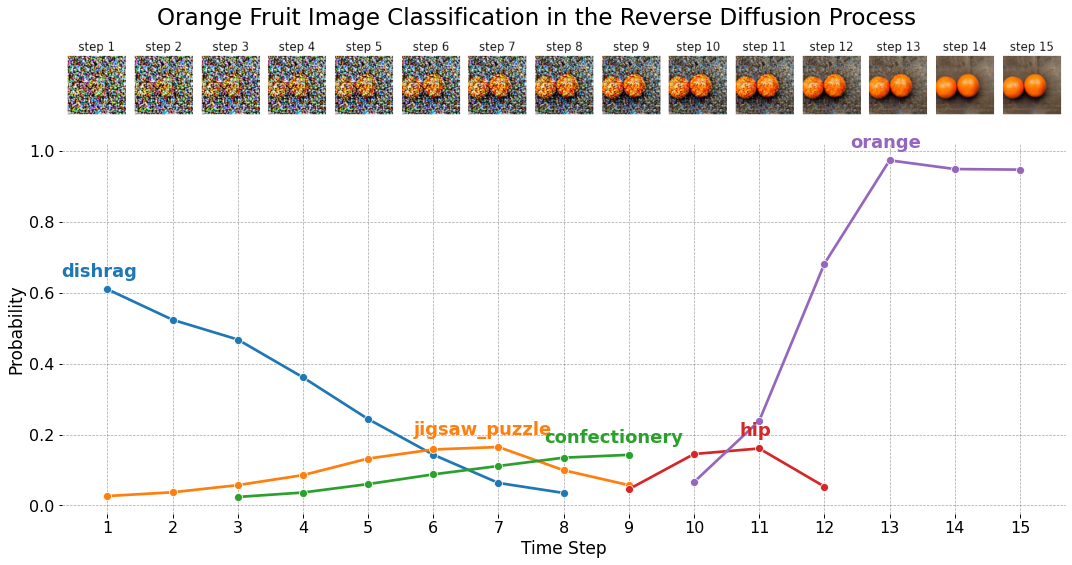 Orange Fruit Image Classification in the Reverse Diffusion Process
step 1 step 2 step 3 step 4 step 5 step 6 step 7 step 8 step 9 step 10 step 11 step 12 step 13 step 14 step 15
1.0
0.8
0.6
0.4
0.2
0.0
Probability
dishrag
jigsaw_puzzle
confectionery
hip
orange
1 2 3 4 5 6 7 8 9 10 11 12 13 14 15
Time Step